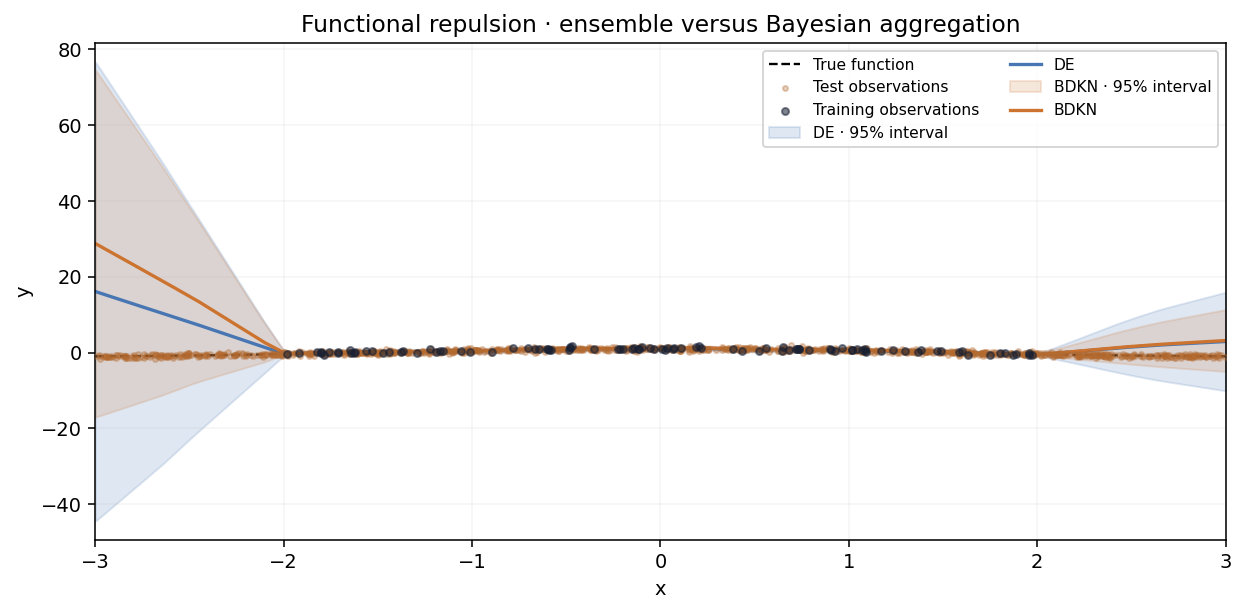 Functional repulsion · ensemble versus Bayesian aggregation
True function
Test observations
Training observations
DE · 95% interval
DE
BDKN · 95% interval
BDKN
80
60
40
20
0
−20
−40
y
−3
−2
−1
0
1
2
3
x